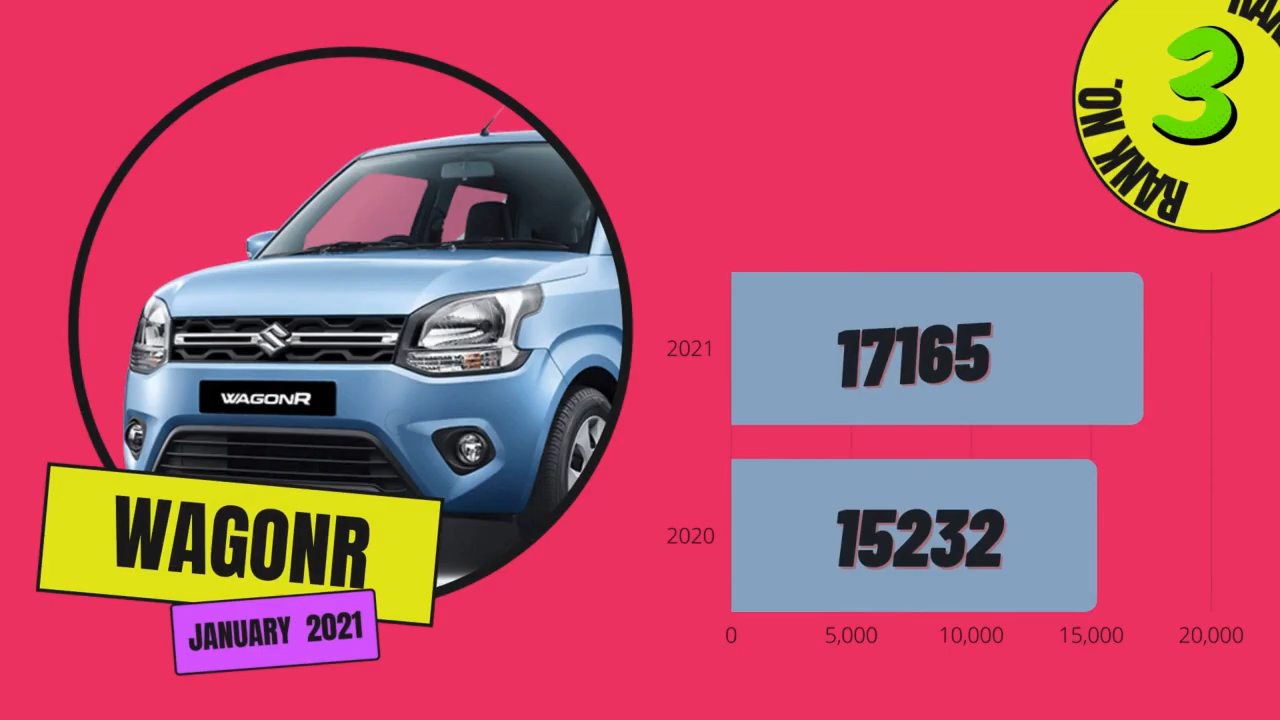 RANK NO.
3
WAGONR
WAGONR
JANUARY 2021
2021
17165
2020
15232
0
5,000
10,000
15,000
20,000